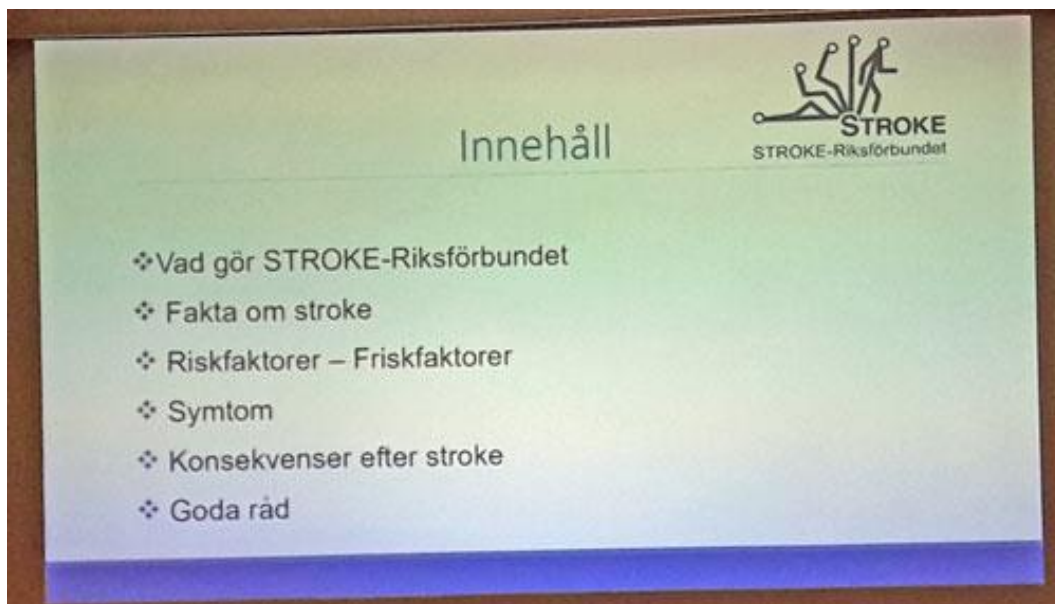 Innehåll
STROKE
STROKE-Riksförbundet
❖Vad gör STROKE-Riksförbundet
❖ Fakta om stroke
❖ Riskfaktorer – Friskfaktorer
❖ Symtom
❖ Konsekvenser efter stroke
❖ Goda råd